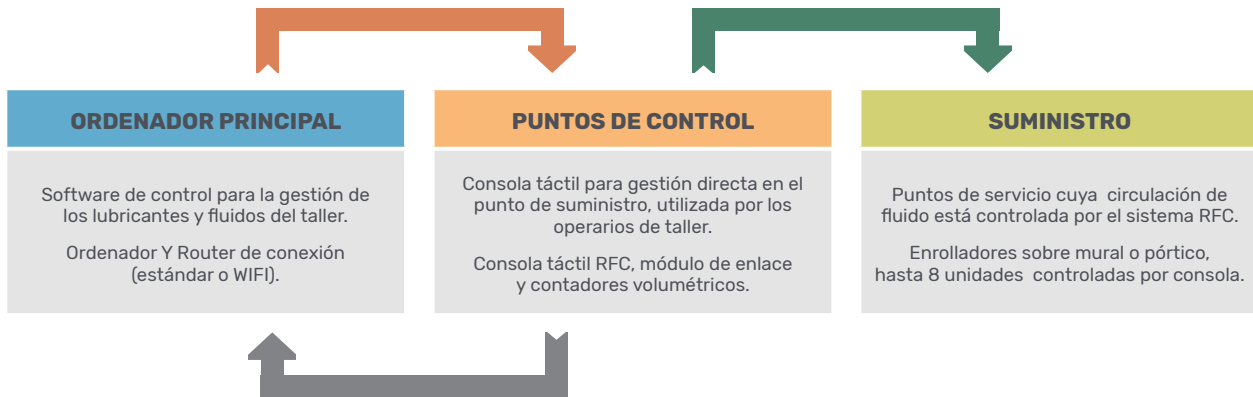 ORDENADOR PRINCIPAL
Software de control para la gestión de
los lubricantes y fluidos del taller.
Ordenador Y Router de conexión
(estándar o WIFI).
PUNTOS DE CONTROL
Consola táctil para gestión directa en el
punto de suministro, utilizada por los
operarios de taller.
Consola táctil RFC, módulo de enlace
y contadores volumétricos.
SUMINISTRO
Puntos de servicio cuya circulación de
fluido está controlada por el sistema RFC.
Enrolladores sobre mural o pórtico,
hasta 8 unidades controladas por consola.